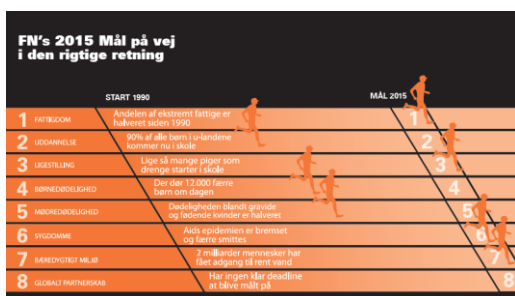 FN's 2015 Mål på vej
i den rigtige retning
START 1990
MÅL 2015
1 FATTIGDOM
Andelen af ekstremt fattige er
halveret siden 1990
1
2 UDDANNELSE
90% af alle børn i u-landene
kommer nu i skole
2
3 LIGESTILLING
Lige så mange piger som
drenge starter i skole
3
4 BØRNEDØDELIGHED
Der dør 12.000 færre
børn om dagen
4
5 MØDREDØDELIGHED
Dødeligheden blandt gravide
og fødende kvinder er halveret
5
6 SYGDOMME
Aids epidemien er bremset
og færre smittes
6
7 BÆREDYGTIGT MILJØ
2 milliarder mennesker har
fået adgang til rent vand
7
8 GLOBALT PARTNERSKAB
Har ingen klar deadline
at blive målt på
8